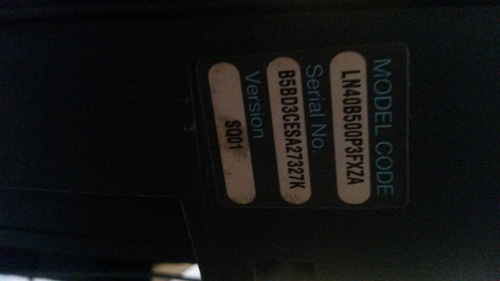 MODEL CODE
LN40B500P3FXZA
Serial No.
B5BD3CESA27327K
Version
SQ01